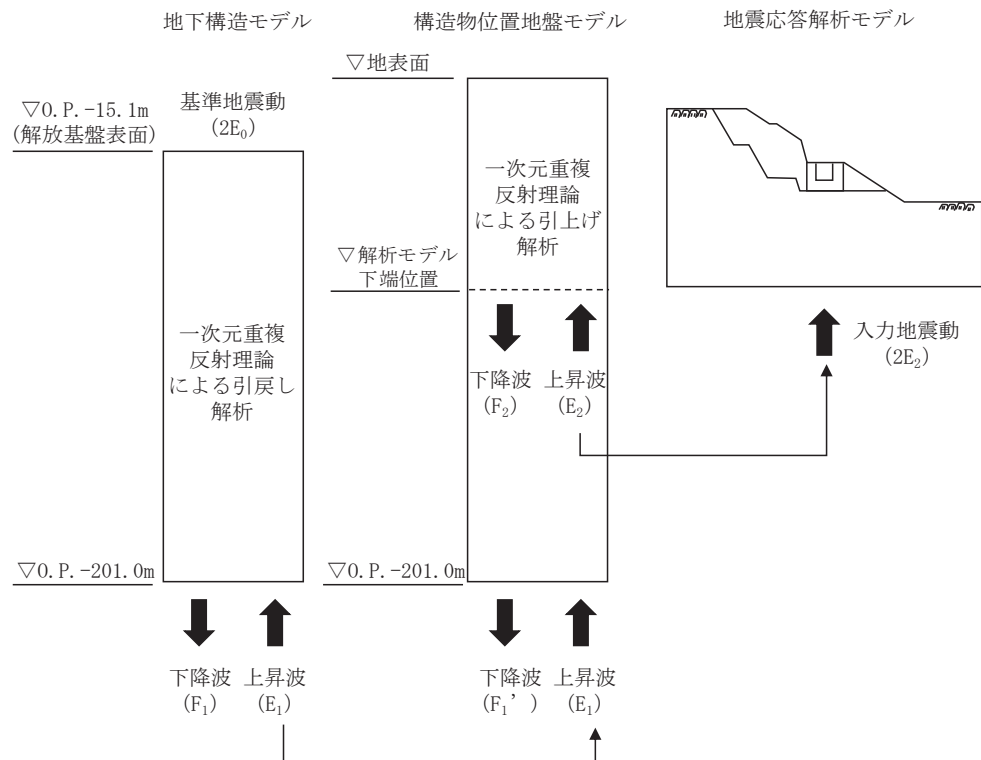 地下構造モデル
▽O.P.-15.1m
(解放基盤表面)
基準地震動
(2E₀)
一次元重複
反射理論
による引戻し
解析
▽O.P.-201.0m
下降波
(F₁)
上昇波
(E₁)
構造物位置地盤モデル
▽地表面
一次元重複
反射理論
による引上げ
解析
▽解析モデル
下端位置
下降波
(F₂)
上昇波
(E₂)
▽O.P.-201.0m
下降波
(F₁’)
上昇波
(E₁)
地震応答解析モデル
入力地震動
(2E₂)